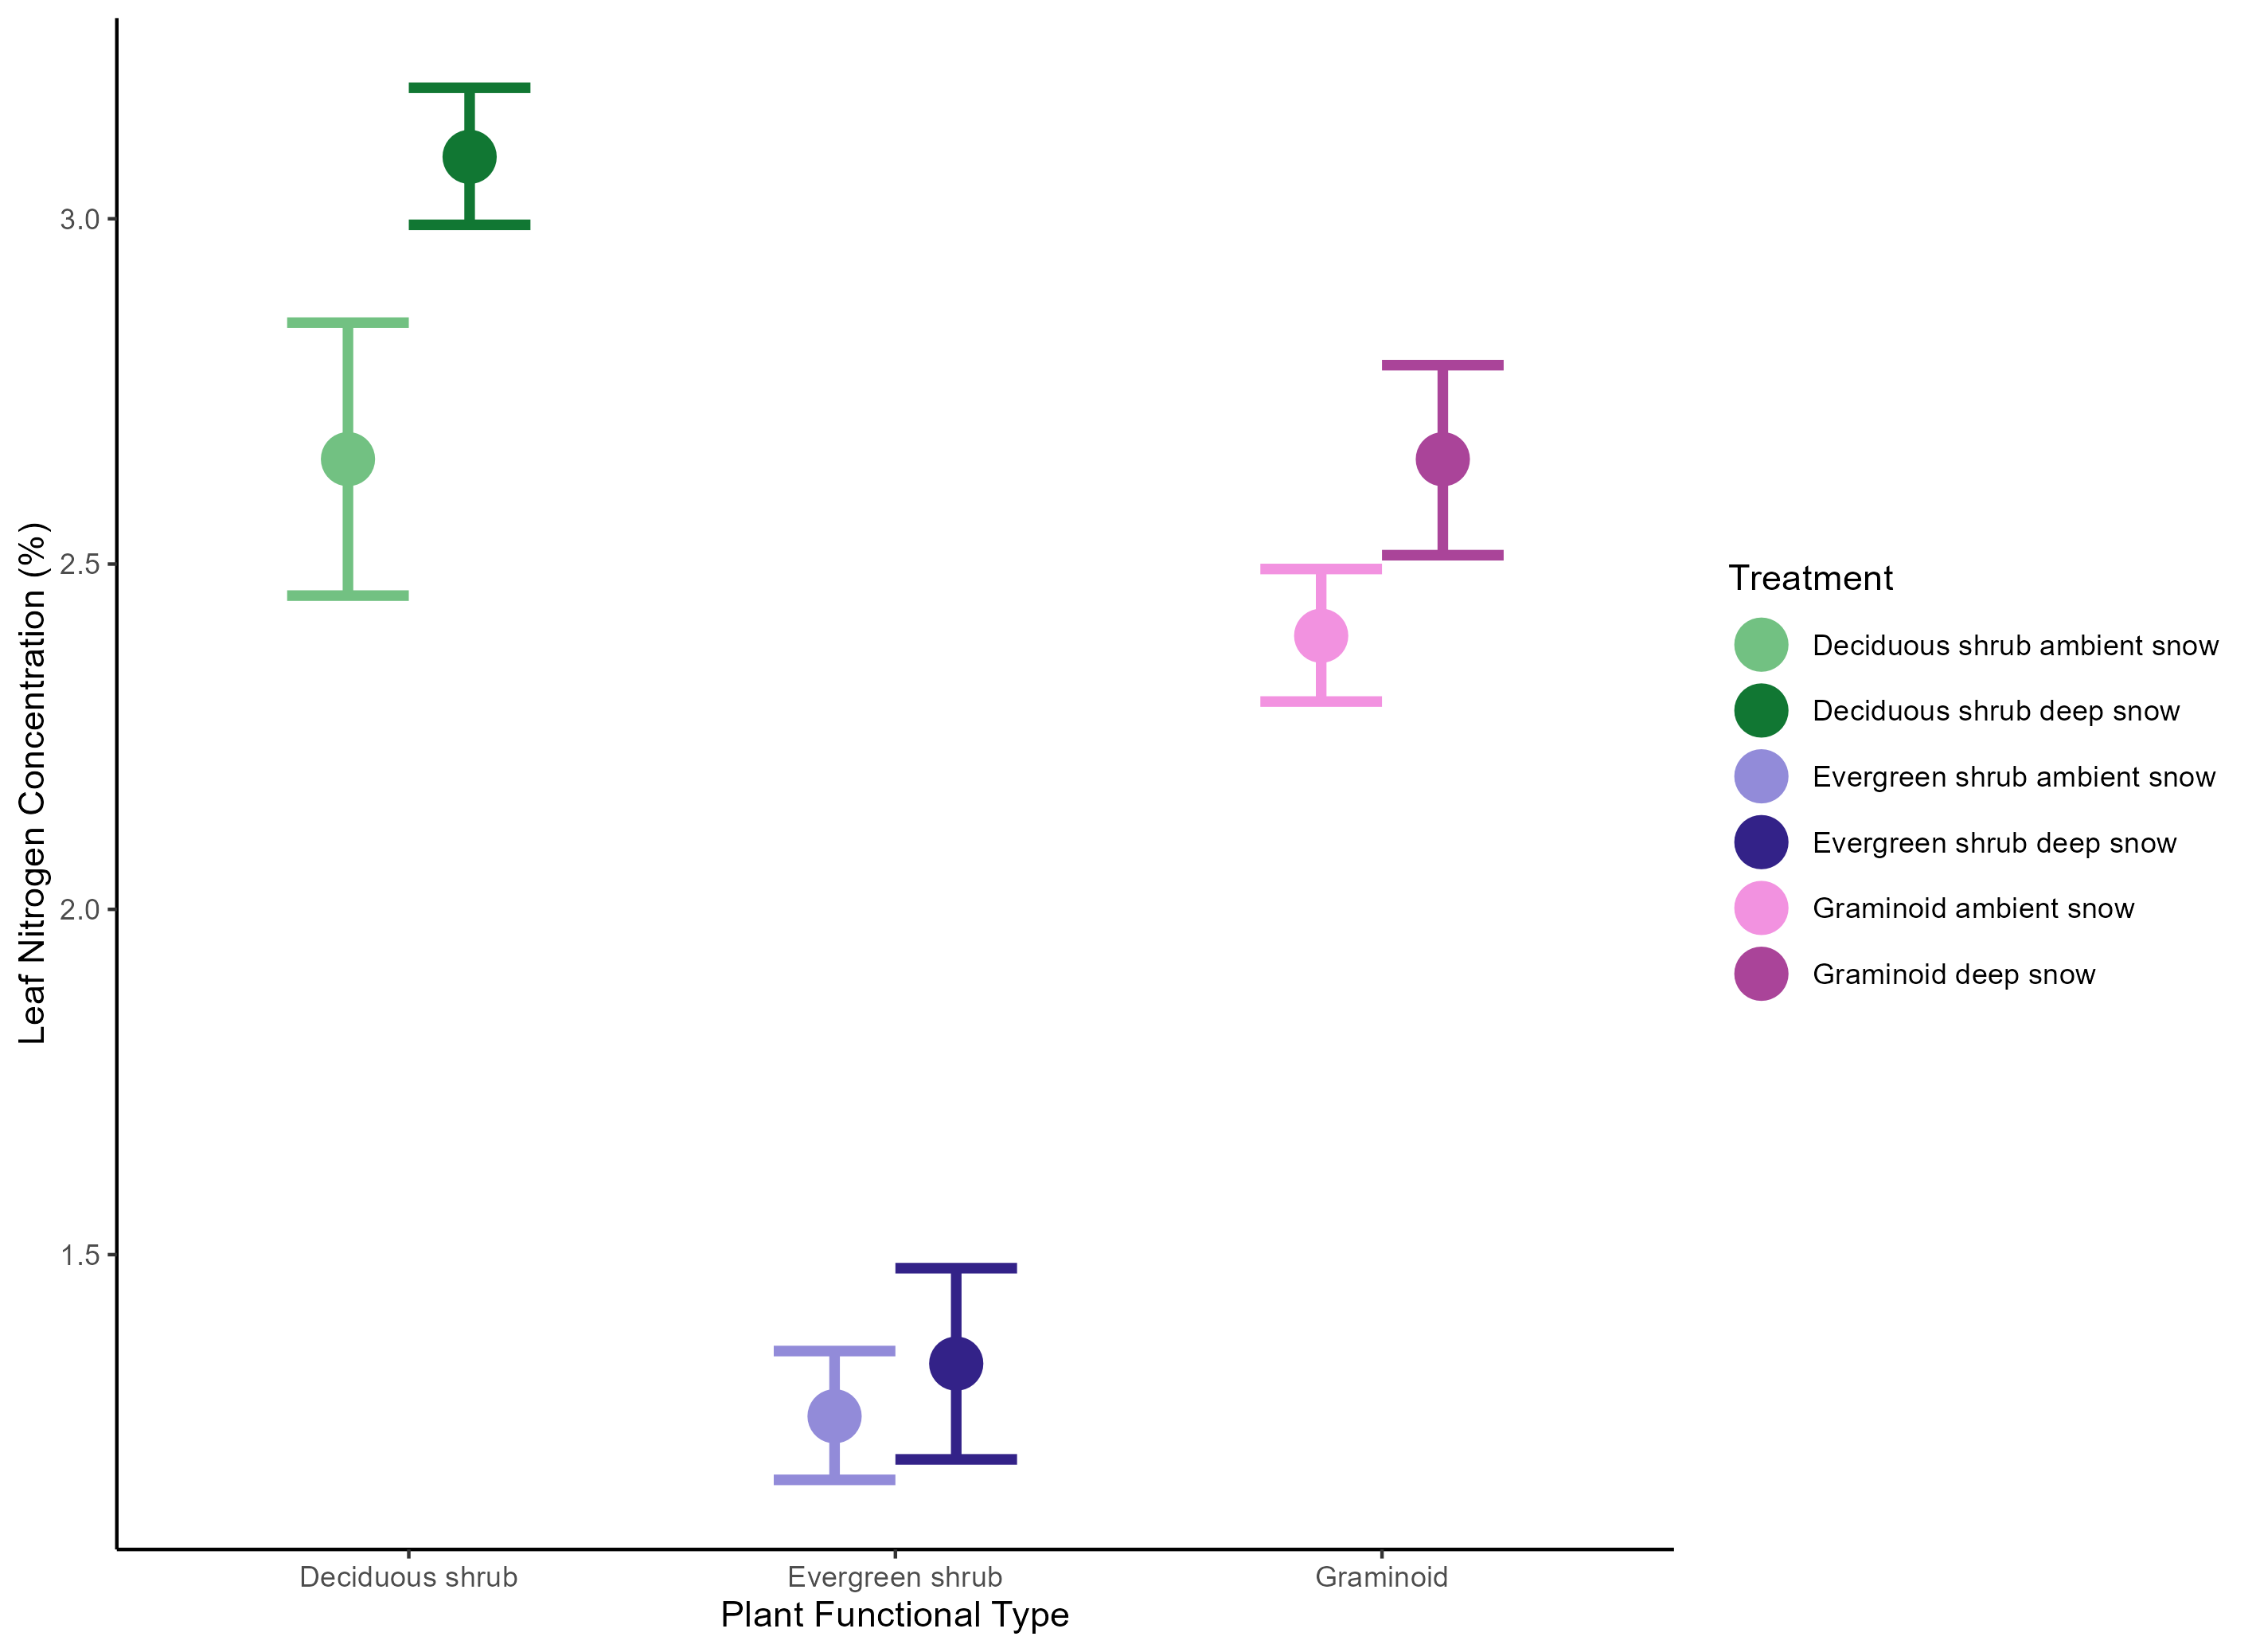 Leaf Nitrogen Concentration (%)
3.0
2.5
2.0
1.5
Deciduous shrub
Evergreen shrub
Graminoid
Plant Functional Type
Treatment
Deciduous shrub ambient snow
Deciduous shrub deep snow
Evergreen shrub ambient snow
Evergreen shrub deep snow
Graminoid ambient snow
Graminoid deep snow